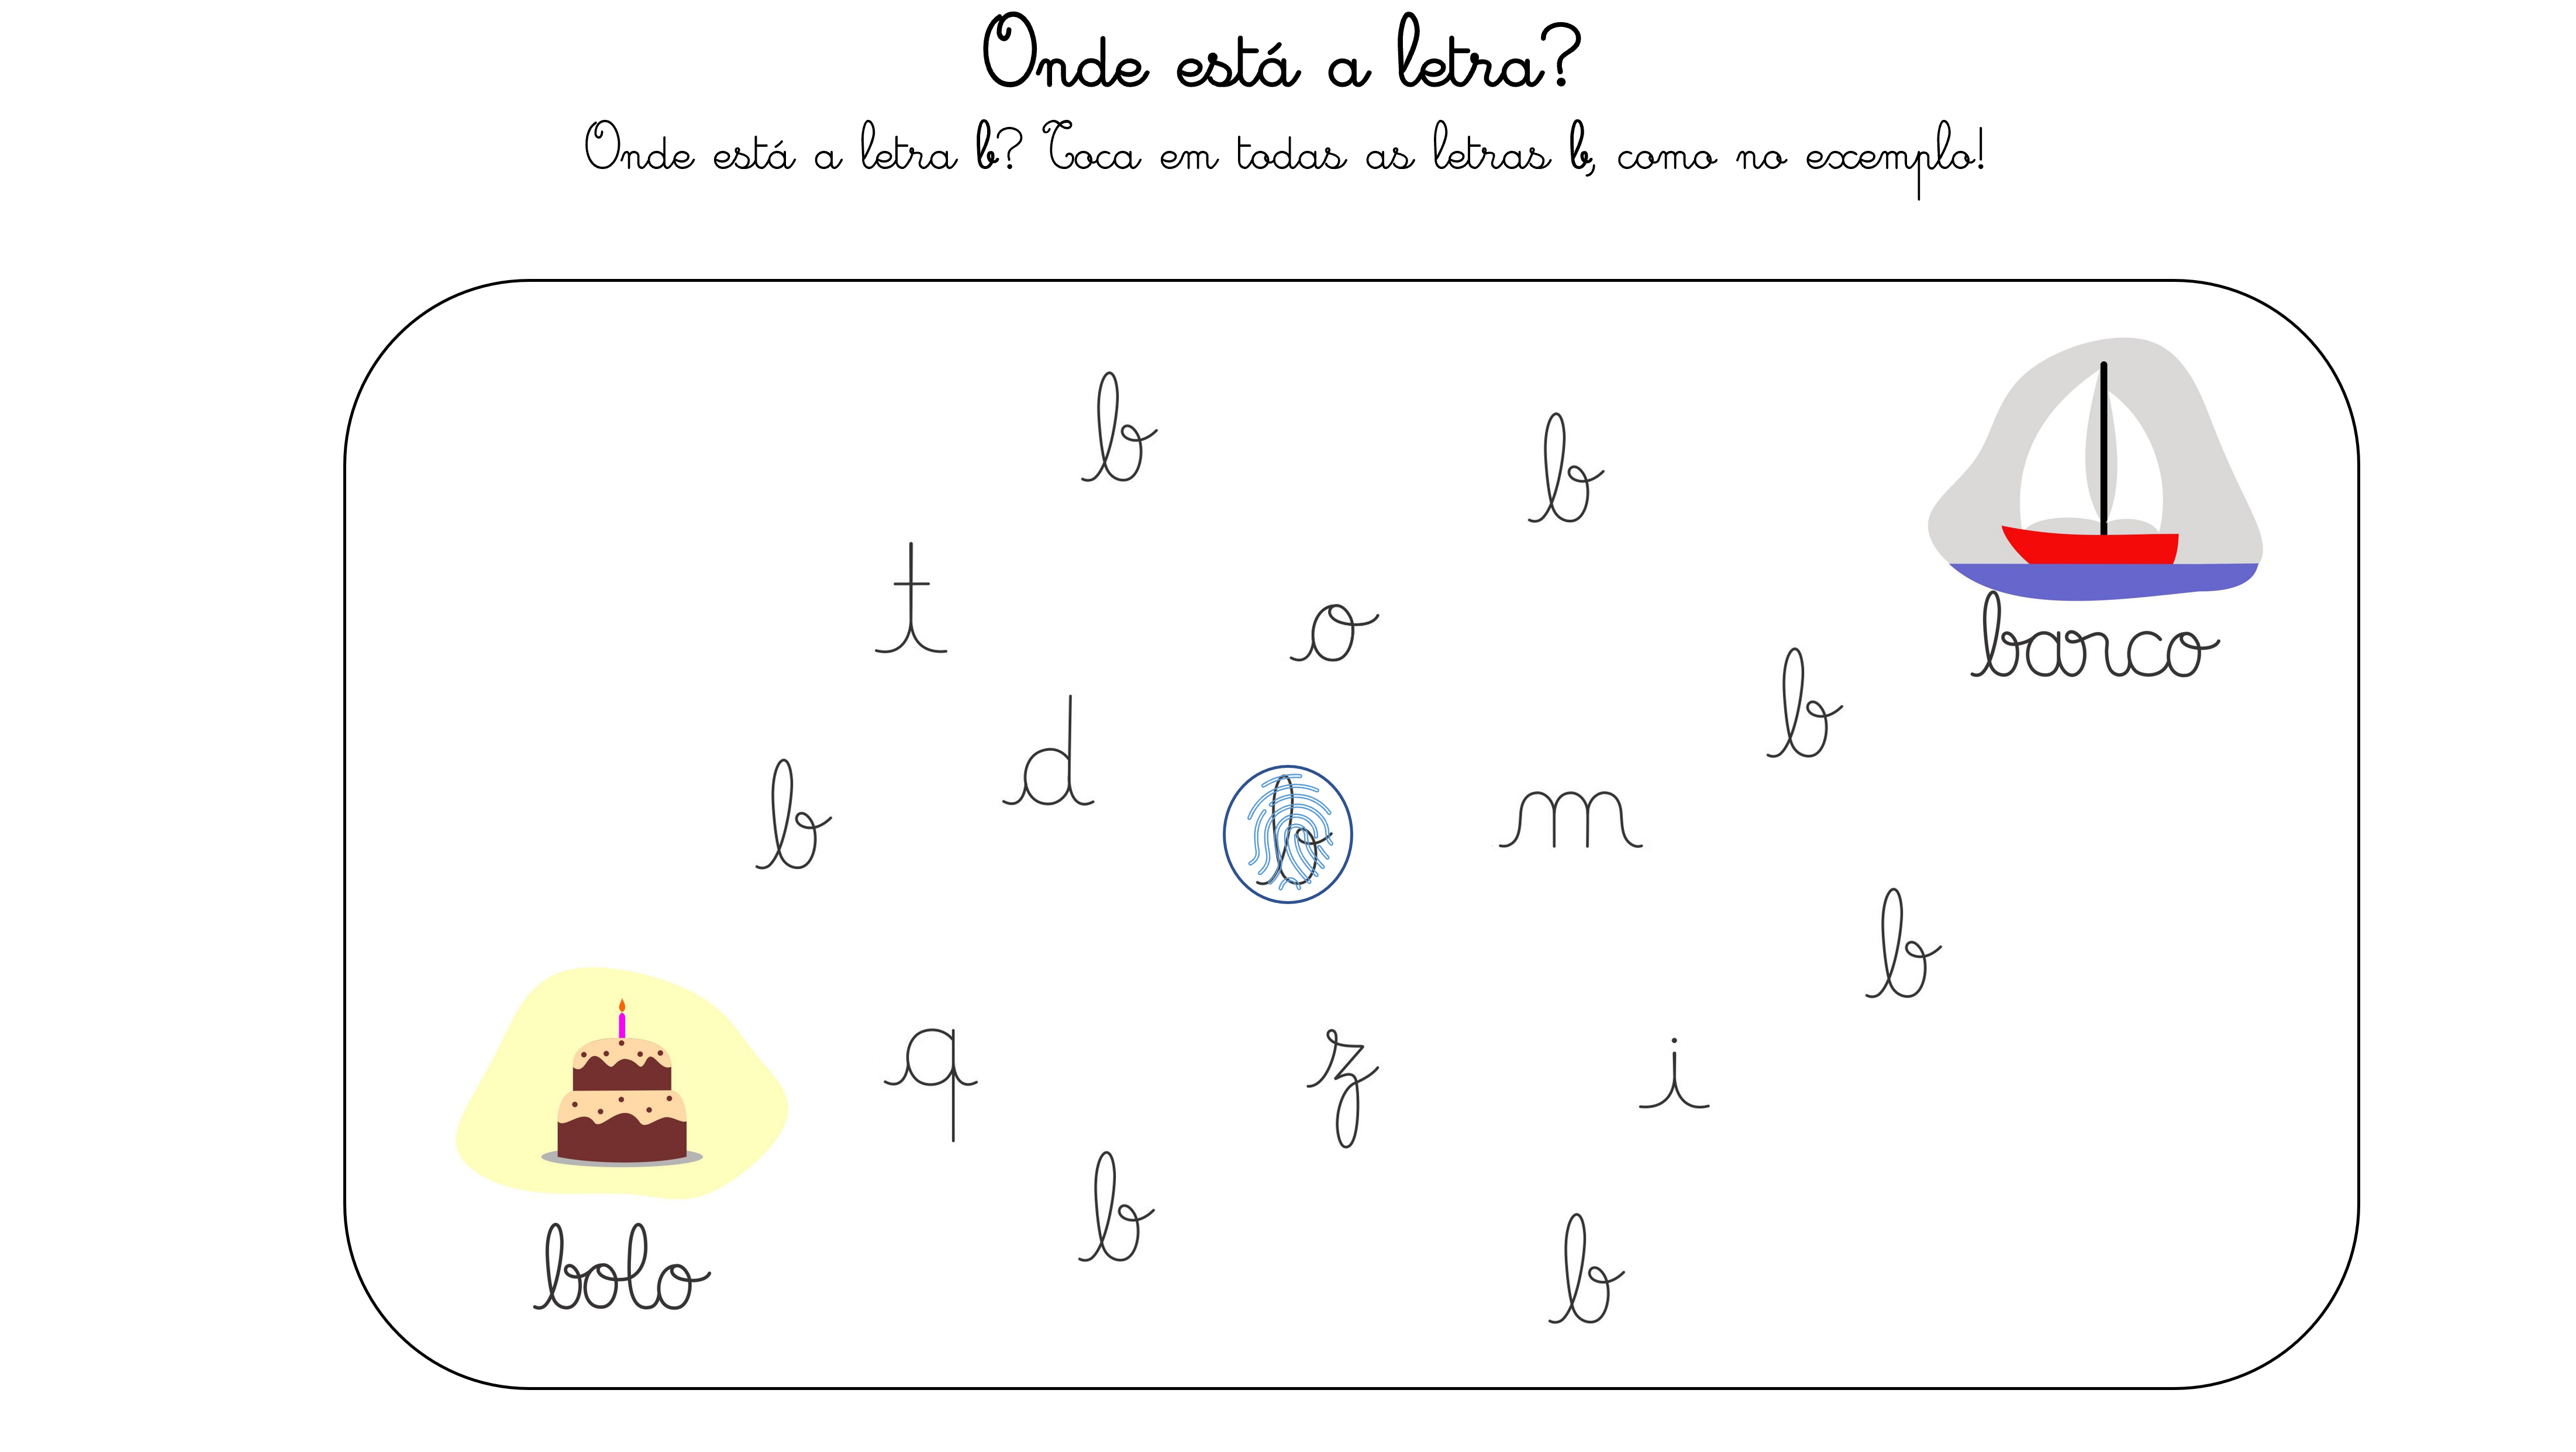 Onde está a letra?
Onde está a letra b? Toca em todas as letras b, como no exemplo!
b
b
t
o
barco
b
d
b
b
m
b
q
z
i
b
b
bolo